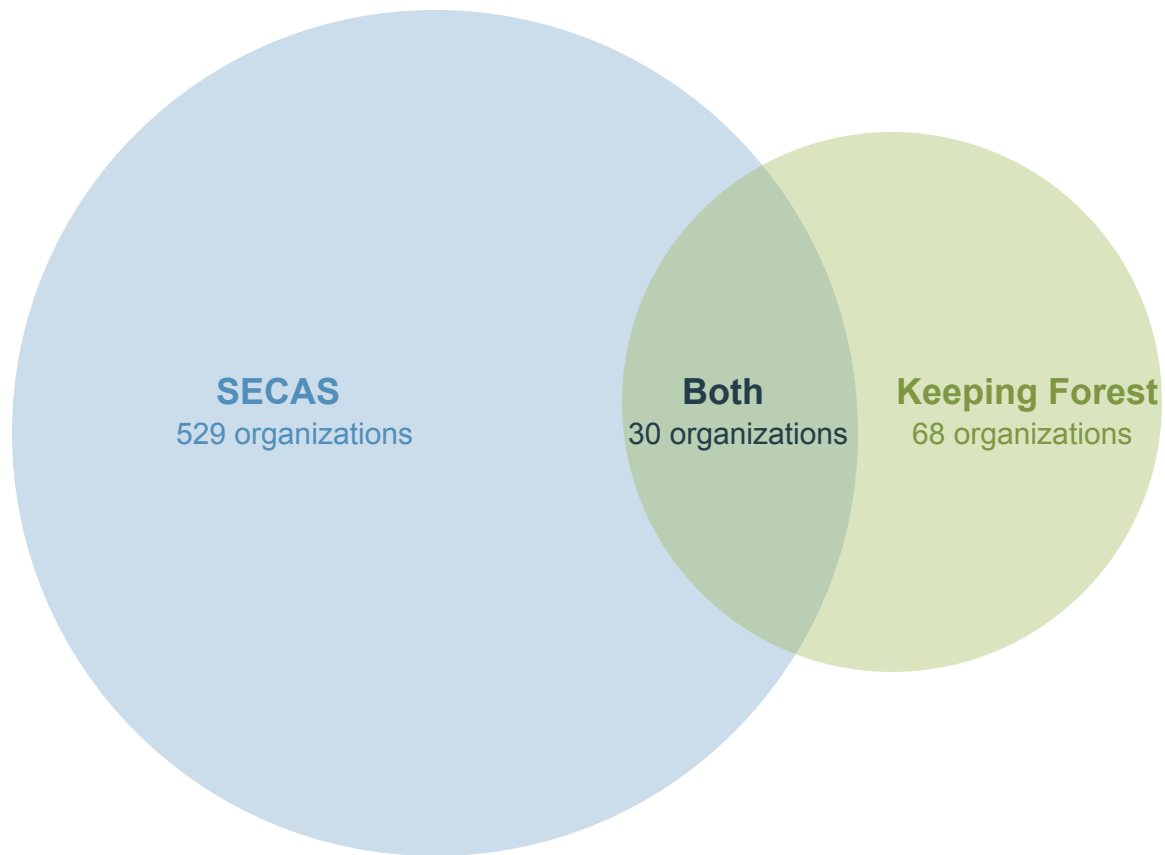 SECAS
529 organizations
Both
30 organizations
Keeping Forest
68 organizations